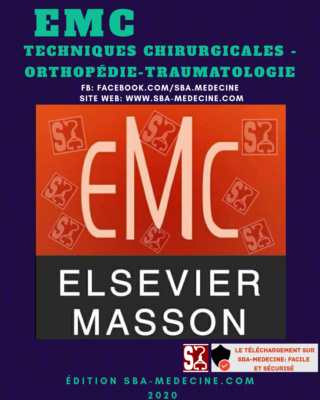 EMC
TECHNIQUES CHIRURGICALES -
ORTHOPÉDIE-TRAUMATOLOGIE
FB: FACEBOOK.COM/SBA.MEDECINE
SITE WEB: WWW.SBA-MEDECINE.COM
EMC
ELSEVIER
MASSON
LE TÉLÉCHARGEMENT SUR
SBA-MEDECINE: FACILE
ET SÉCURISÉ
ÉDITION SBA-MEDECINE.COM
2020